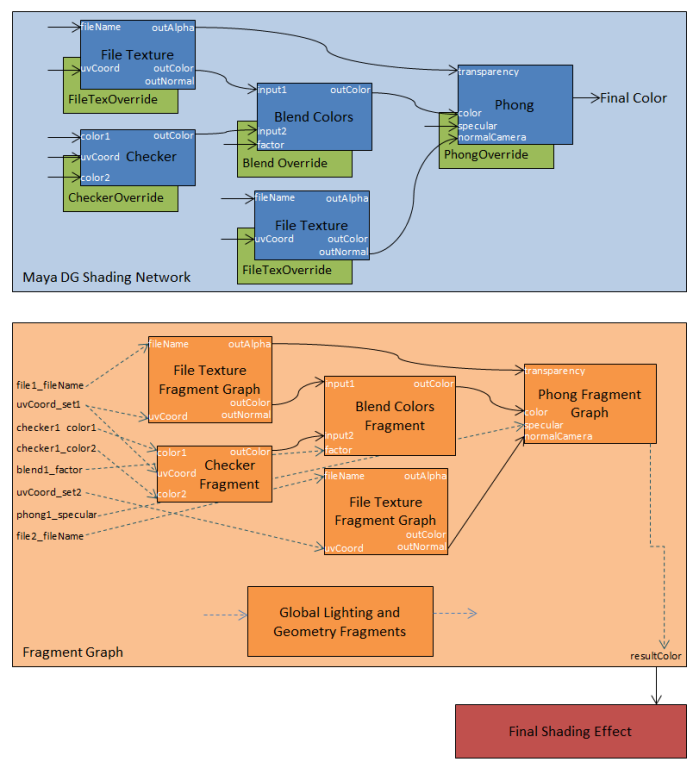 fileName
outAlpha
File Texture
uvCoord
outColor
outNormal
FileTexOverride
input1
outColor
Blend Colors
input2
factor
Blend Override
color1
outColor
uvCoord
Checker
color2
CheckerOverride
transparency
Phong
color
specular
normalCamera
PhongOverride
Final Color
fileName
outAlpha
File Texture
uvCoord
outColor
outNormal
FileTexOverride
Maya DG Shading Network
fileName
outAlpha
File Texture
Fragment Graph
outColor
uvCoord
outNormal
file1_fileName
uvCoord_set1
checker1 color1
checker1_color2
blend1_factor
uvCoord_set2
phong1_specular
file2_fileName
color1
outColor
Checker
Fragment
uvCoord
color2
input1
outColor
Blend Colors
Fragment
input2
factor
fileName
outAlpha
File Texture
Fragment Graph
outColor
uvCoord
outNormal
transparency
Phong Fragment
Graph
color
specular
normalCamera
Global Lighting and
Geometry Fragments
Fragment Graph
resultColor
Final Shading Effect